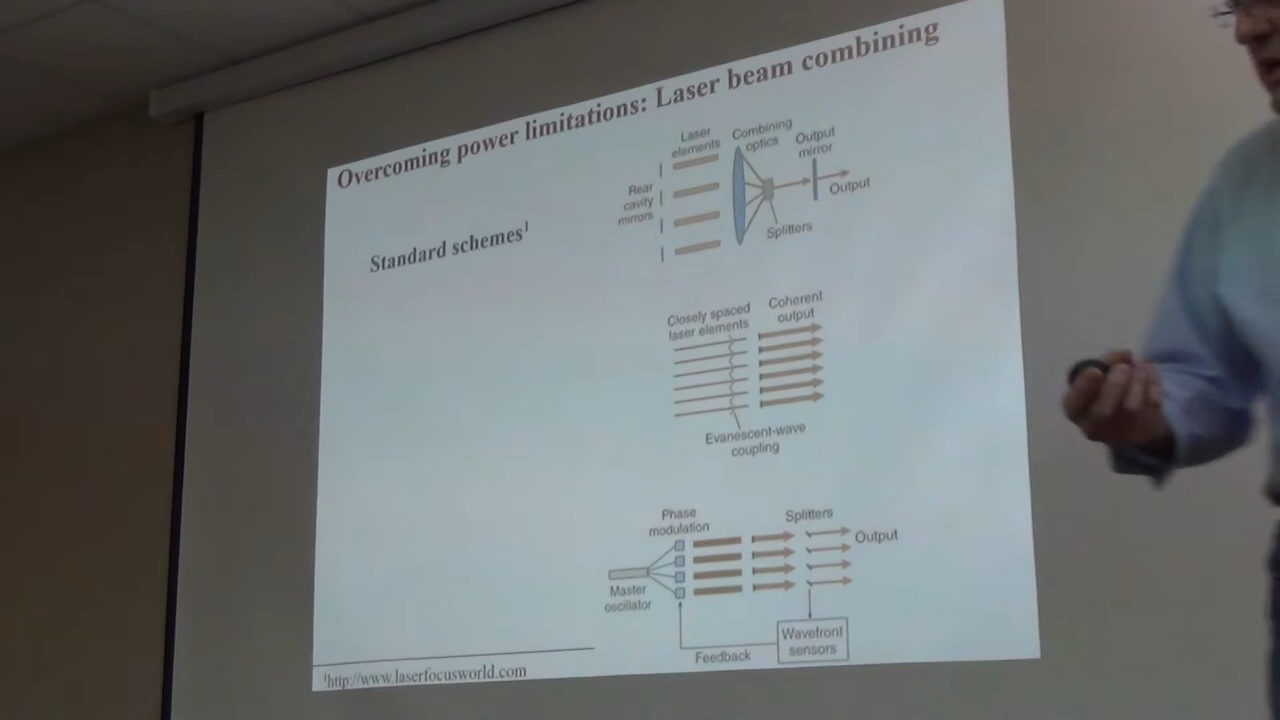 Overcoming power limitations: Laser beam combining
Standard schemes¹
Laser
elements
Combining
optics
Output
mirror
Rear
cavity
mirrors
Output
Splitters
Closely spaced
laser elements
Coherent
output
Evanescent-wave
coupling
Phase
modulation
Splitters
Output
Master
oscillator
Wavefront
sensors
Feedback
¹http://www.laserfocusworld.com